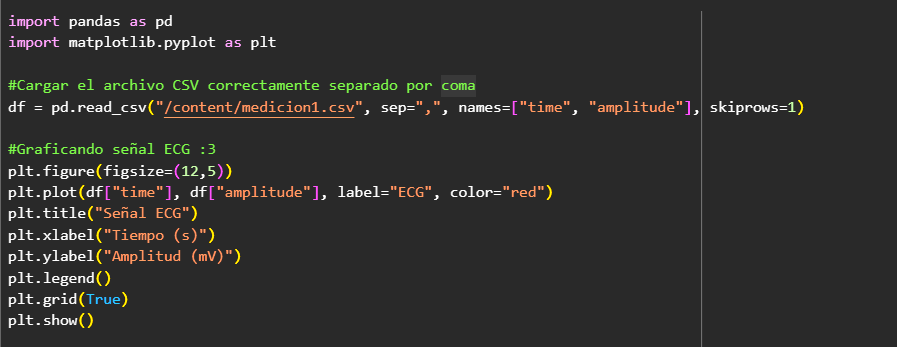 import pandas as pd
import matplotlib.pyplot as plt
#Cargar el archivo CSV correctamente separado por coma
df = pd.read_csv("/content/medicion1.csv", sep=",", names=["time", "amplitude"], skiprows=1)
#Graficando señal ECG :3
plt.figure(figsize=(12,5))
plt.plot(df["time"], df["amplitude"], label="ECG", color="red")
plt.title("Señal ECG")
plt.xlabel("Tiempo (s)")
plt.ylabel("Amplitud (mV)")
plt.legend()
plt.grid(True)
plt.show()